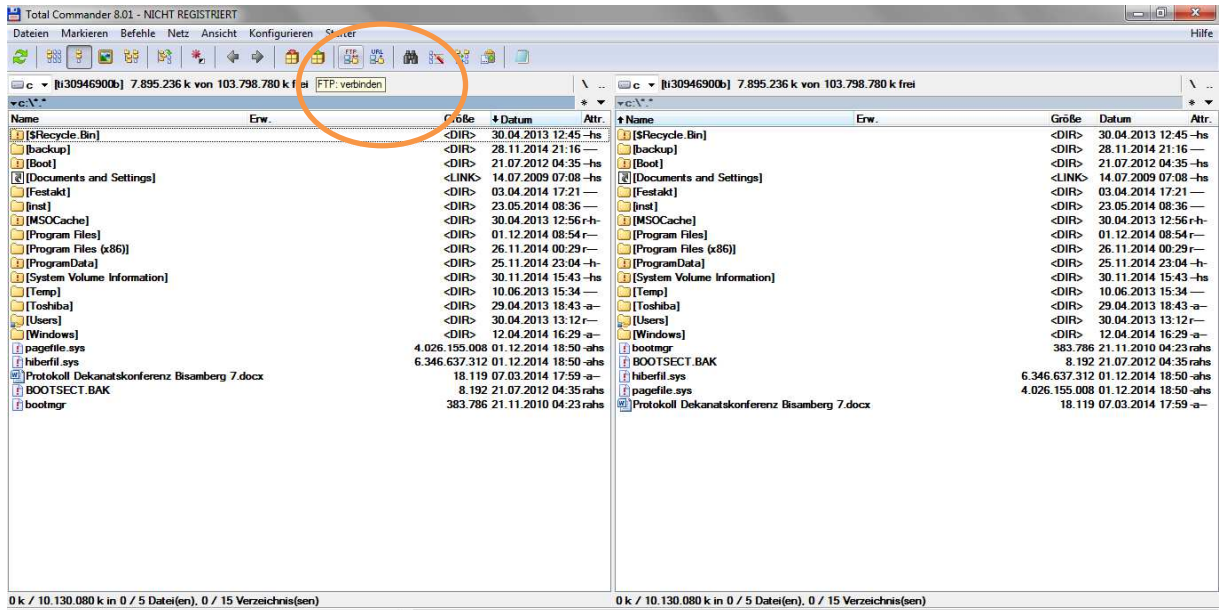 Total Commander 8.01 - NICHT REGISTRIERT
Dateien Markieren Befehle Netz Ansicht Konfigurieren Starter Hilfe
FTP URL
c [ti30946900b] 7.895.236 k von 103.798.780 k frei \ ..
FTP: verbinden
c:\*.* * 
Name Erw. Größe Datum Attr.
[$Recycle.Bin] <DIR> 30.04.2013 12:45 –hs
[backup] <DIR> 28.11.2014 21:16 —
[Boot] <DIR> 21.07.2012 04:35 –hs
[Documents and Settings] <LINK> 14.07.2009 07:08 –hs
[Festakt] <DIR> 03.04.2014 17:21 —
[inst] <DIR> 23.05.2014 08:36 —
[MSOCache] <DIR> 30.04.2013 12:56 r-h-
[Program Files] <DIR> 01.12.2014 08:54 r—
[Program Files (x86)] <DIR> 26.11.2014 00:29 r—
[ProgramData] <DIR> 25.11.2014 23:04 –h-
[System Volume Information] <DIR> 30.11.2014 15:43 –hs
[Temp] <DIR> 10.06.2013 15:34 —
[Toshiba] <DIR> 29.04.2013 18:43 -a–
[Users] <DIR> 30.04.2013 13:12 r—
[Windows] <DIR> 12.04.2014 16:29 -a–
pagefile.sys 4.026.155.008 01.12.2014 18:50 -ahs
hiberfil.sys 6.346.637.312 01.12.2014 18:50 -ahs
Protokoll Dekanatskonferenz Bisamberg 7.docx 18.119 07.03.2014 17:59 -a–
BOOTSECT.BAK 8.192 21.07.2012 04:35 rahs
bootmgr 383.786 21.11.2010 04:23 rahs
0 k / 10.130.080 k in 0 / 5 Datei(en), 0 / 15 Verzeichnis(sen)
c [ti30946900b] 7.895.236 k von 103.798.780 k frei \ ..
c:\*.* *
Name Erw. Größe Datum Attr.
[$Recycle.Bin] <DIR> 30.04.2013 12:45 –hs
[backup] <DIR> 28.11.2014 21:16 —
[Boot] <DIR> 21.07.2012 04:35 –hs
[Documents and Settings] <LINK> 14.07.2009 07:08 –hs
[Festakt] <DIR> 03.04.2014 17:21 —
[inst] <DIR> 23.05.2014 08:36 —
[MSOCache] <DIR> 30.04.2013 12:56 r-h-
[Program Files] <DIR> 01.12.2014 08:54 r—
[Program Files (x86)] <DIR> 26.11.2014 00:29 r—
[ProgramData] <DIR> 25.11.2014 23:04 –h-
[System Volume Information] <DIR> 30.11.2014 15:43 –hs
[Temp] <DIR> 10.06.2013 15:34 —
[Toshiba] <DIR> 29.04.2013 18:43 -a–
[Users] <DIR> 30.04.2013 13:12 r—
[Windows] <DIR> 12.04.2014 16:29 -a–
bootmgr 383.786 21.11.2010 04:23 rahs
BOOTSECT.BAK 8.192 21.07.2012 04:35 rahs
hiberfil.sys 6.346.637.312 01.12.2014 18:50 -ahs
pagefile.sys 4.026.155.008 01.12.2014 18:50 -ahs
Protokoll Dekanatskonferenz Bisamberg 7.docx 18.119 07.03.2014 17:59 -a–
0 k / 10.130.080 k in 0 / 5 Datei(en), 0 / 15 Verzeichnis(sen)